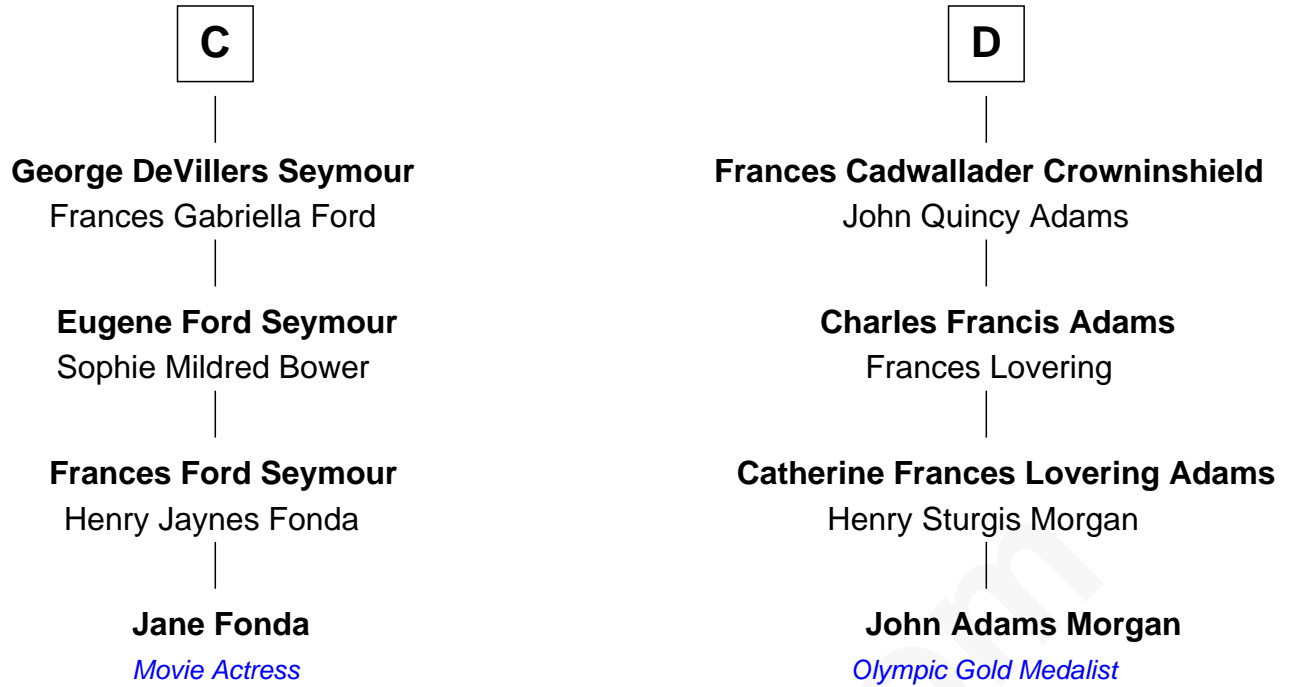 C
George DeVillers Seymour
Frances Gabriella Ford
Eugene Ford Seymour
Sophie Mildred Bower
Frances Ford Seymour
Henry Jaynes Fonda
Jane Fonda
Movie Actress
D
Frances Cadwallader Crowninshield
John Quincy Adams
Charles Francis Adams
Frances Lovering
Catherine Frances Lovering Adams
Henry Sturgis Morgan
John Adams Morgan
Olympic Gold Medalist